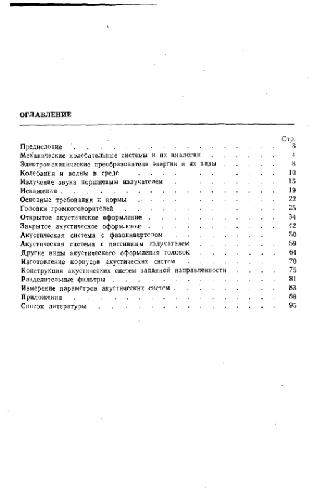 ОГЛАВЛЕНИЕ
Стр.
Предисловие . . . . . . . . . . 3
Механические колебательные системы и их аналогии . . . . . 4
Электромеханические преобразователи энергии и их виды . . . . 8
Колебания и волны в среде . . . . . . . . . . 10
Излучение звука поршневым излучателем . . . . . . . 15
Искажения . . . . . . . . . . 19
Основные требования и нормы . . . . . . . . . 22
Головки громкоговорителей . . . . . . . . . . 25
Открытое акустическое оформление . . . . . . . . 34
Закрытое акустическое оформление . . . . . . . . 42
Акустическая система с фазоинвертором . . . . . . . 50
Акустическая система с пассивным излучателем . . . . . . 59
Другие виды акустического оформления головок . . . . . . 64
Изготовление корпусов акустических систем . . . . . . 70
Конструкции акустических систем заданной направленности . . . . 75
Разделительные фильтры . . . . . . . . . . 81
Измерение параметров акустических систем . . . . . . . 83
Приложения . . . . . . . . . . 88
Список литературы . . . . . . . . . . 95